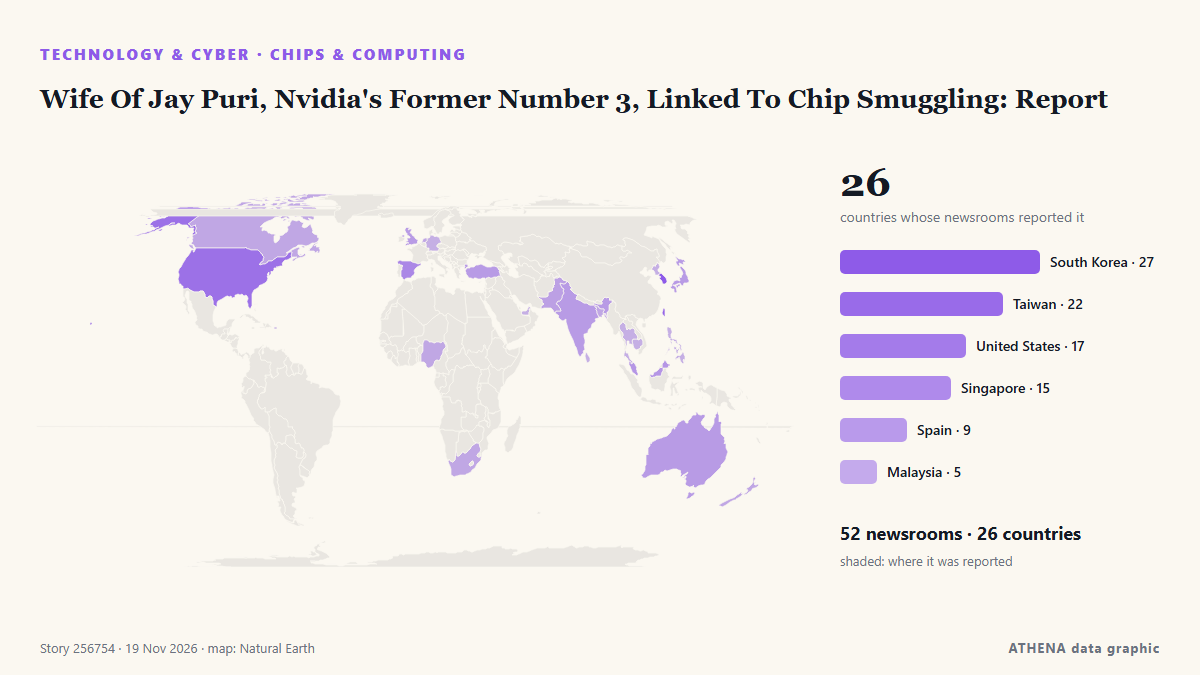 TECHNOLOGY & CYBER · CHIPS & COMPUTING
Wife Of Jay Puri, Nvidia's Former Number 3, Linked To Chip Smuggling: Report
26
countries whose newsrooms reported it
South Korea · 27
Taiwan · 22
United States · 17
Singapore · 15
Spain · 9
Malaysia · 5
52 newsrooms · 26 countries
shaded: where it was reported
Story 256754 · 19 Nov 2026 · map: Natural Earth
ATHENA data graphic